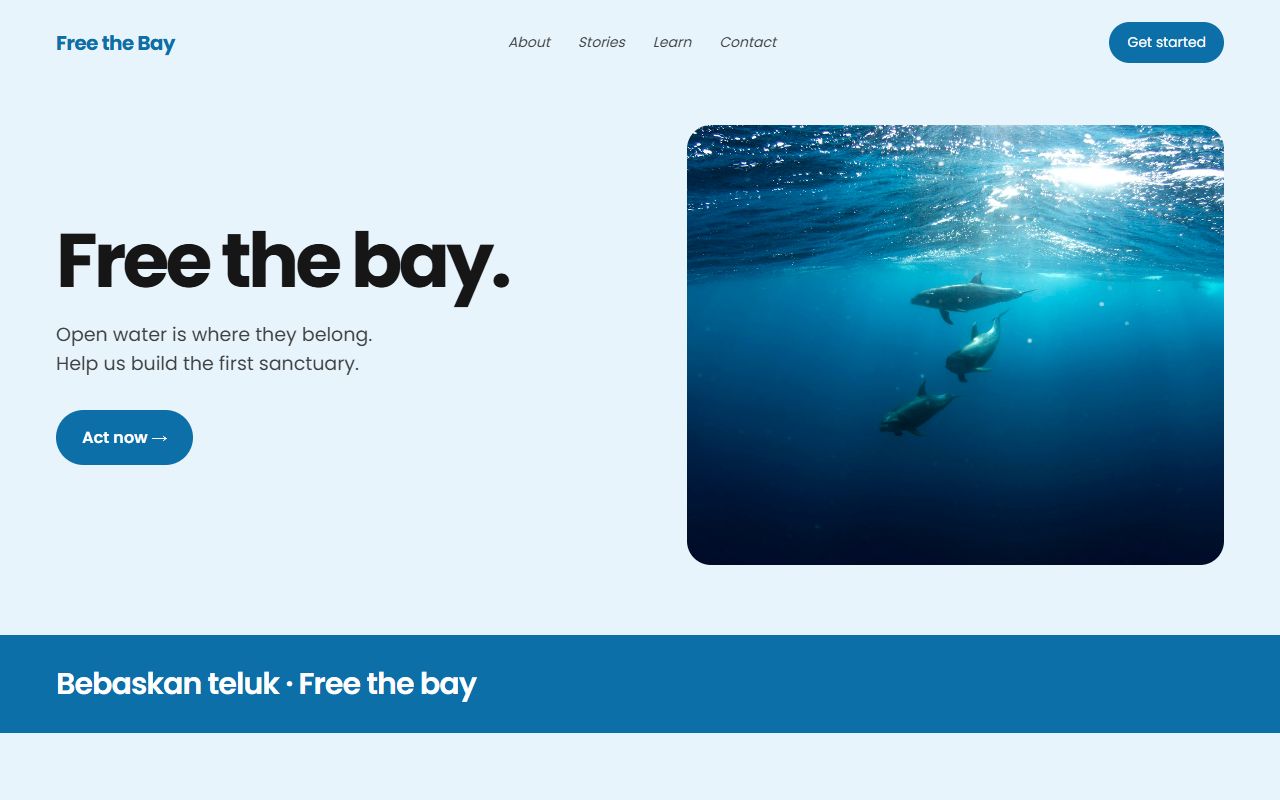 Free the Bay
About
Stories
Learn
Contact
Get started
Free the bay.
Open water is where they belong.
Help us build the first sanctuary.
Act now →
Bebaskan teluk · Free the bay